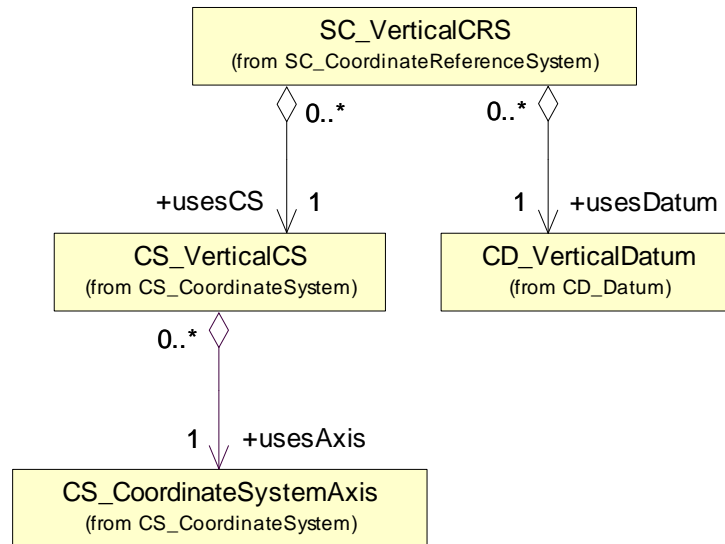 SC_VerticalCRS
(from SC_CoordinateReferenceSystem)
0..* 0..*
+usesCS 1 1 +usesDatum
CS_VerticalCS
(from CS_CoordinateSystem)
CD_VerticalDatum
(from CD_Datum)
0..*
1 +usesAxis
CS_CoordinateSystemAxis
(from CS_CoordinateSystem)